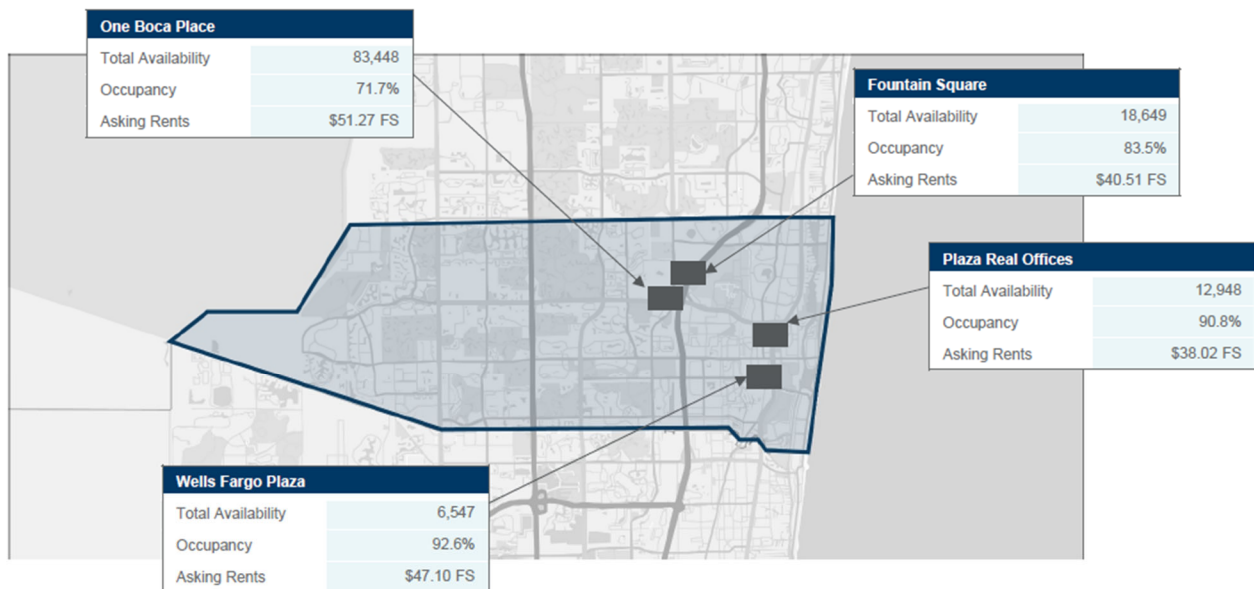 One Boca Place
Total Availability 83,448
Occupancy 71.7%
Asking Rents $51.27 FS
Fountain Square
Total Availability 18,649
Occupancy 83.5%
Asking Rents $40.51 FS
Plaza Real Offices
Total Availability 12,948
Occupancy 90.8%
Asking Rents $38.02 FS
Wells Fargo Plaza
Total Availability 6,547
Occupancy 92.6%
Asking Rents $47.10 FS